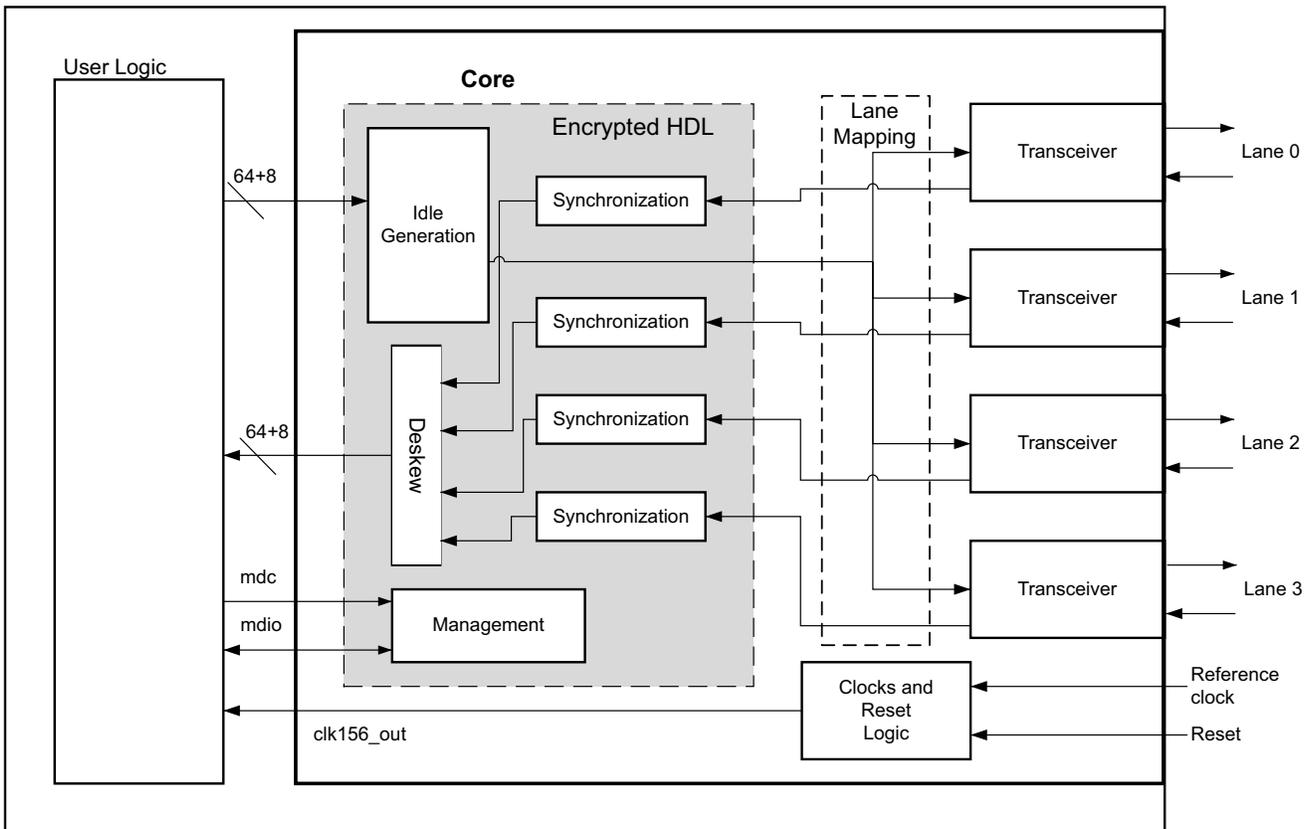 User Logic
Core
Encrypted HDL
Lane
Mapping
Transceiver
Lane 0
64+8
Idle
Generation
Synchronization
Transceiver
Lane 1
Synchronization
Deskew
64+8
Synchronization
Transceiver
Lane 2
Synchronization
mdc
mdio
Management
Transceiver
Lane 3
Clocks and
Reset
Logic
Reference
clock
Reset
clk156_out